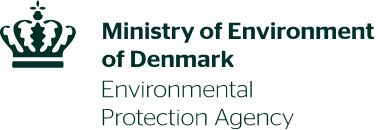 Ministry of Environment
of Denmark
Environmental
Protection Agency